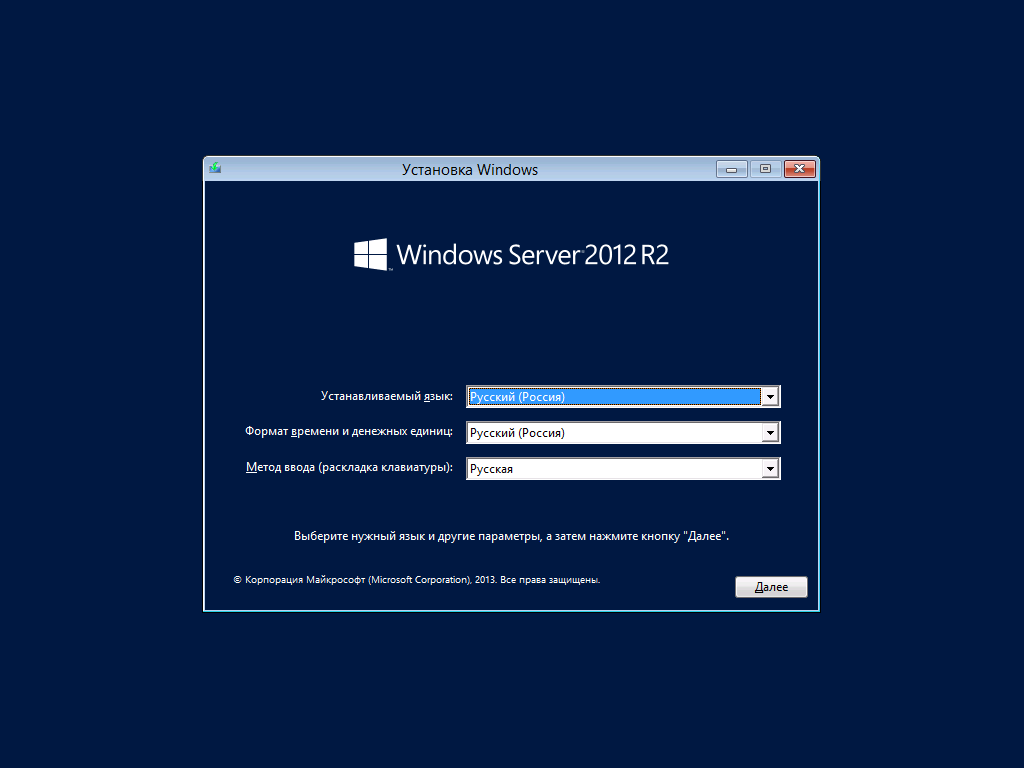 Установка Windows
Windows Server 2012 R2
Устанавливаемый язык: Русский (Россия)
Формат времени и денежных единиц: Русский (Россия)
Метод ввода (раскладка клавиатуры): Русская
Выберите нужный язык и другие параметры, а затем нажмите кнопку "Далее".
© Корпорация Майкрософт (Microsoft Corporation), 2013. Все права защищены.
Далее